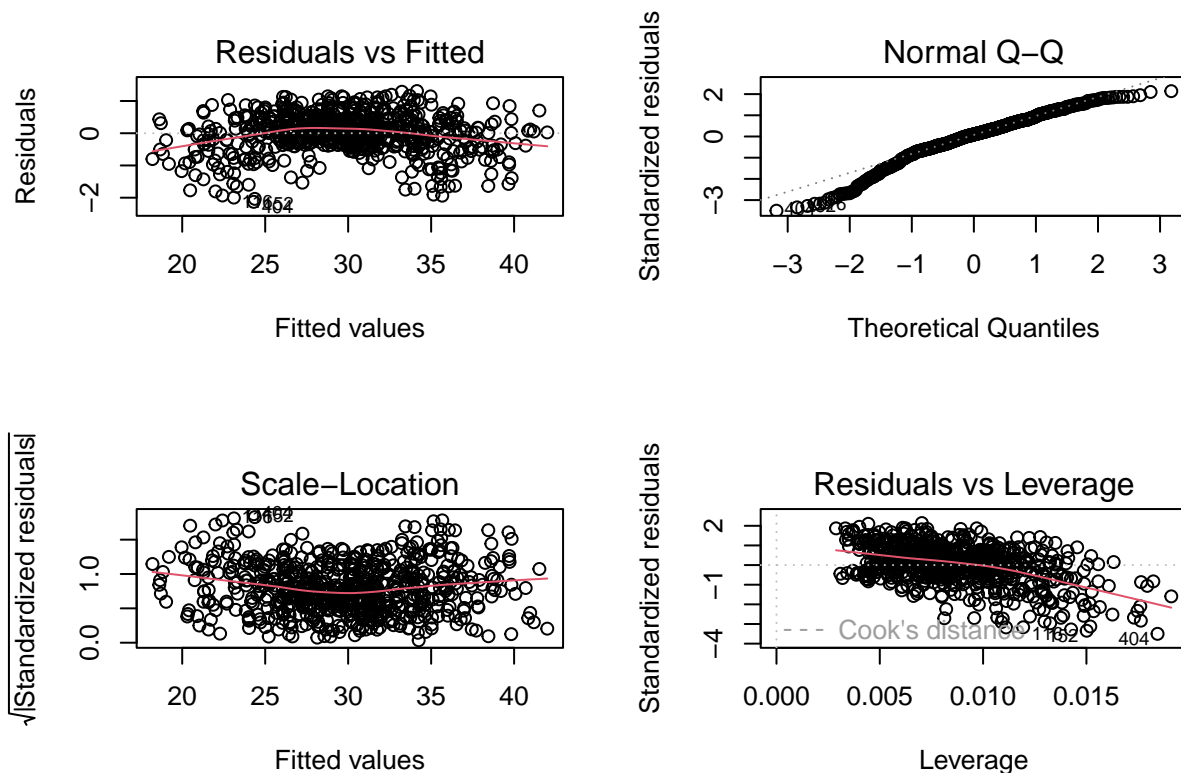 Residuals vs Fitted
Residuals
0
−2
404
20 25 30 35 40
Fitted values
Normal Q−Q
Standardized residuals
2
0
−3
−3 −2 −1 0 1 2 3
Theoretical Quantiles
Scale−Location
√|Standardized residuals|
1.0
0.0
20 25 30 35 40
Fitted values
Residuals vs Leverage
Standardized residuals
2
−1
−4
Cook's distance
404
0.000 0.005 0.010 0.015
Leverage